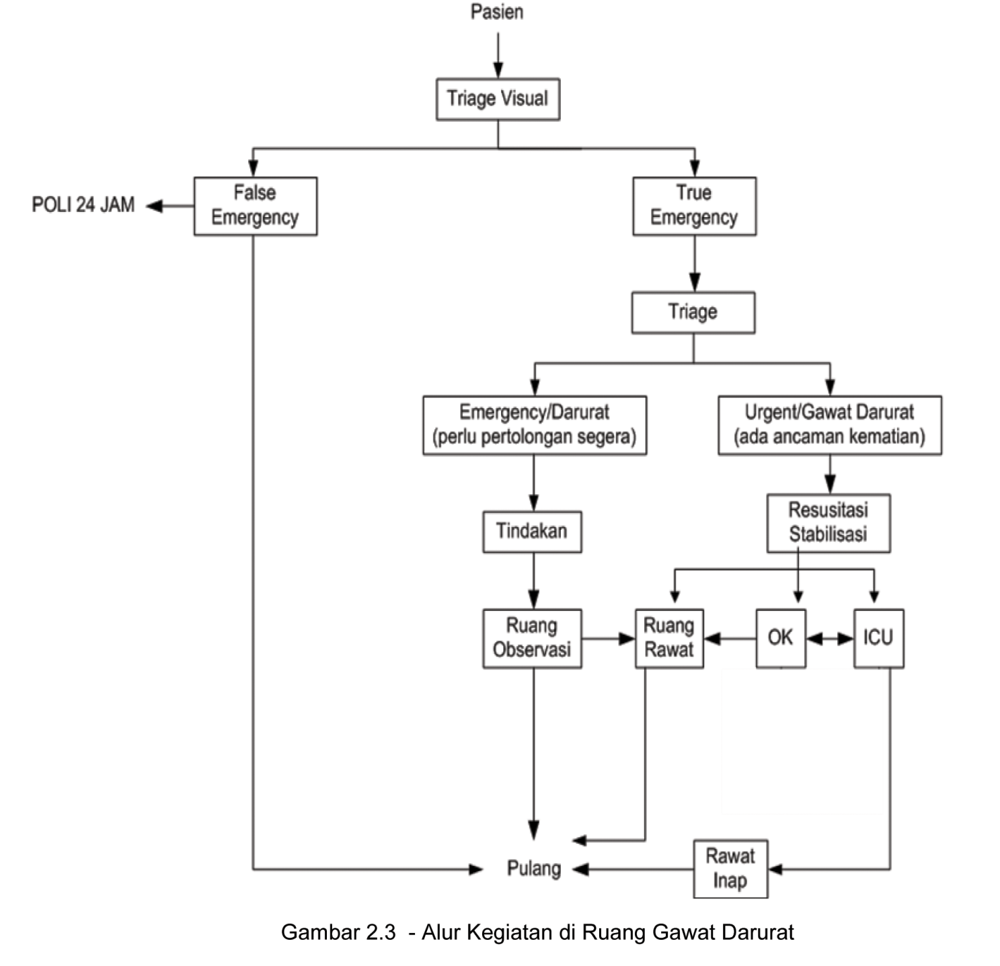 Pasien
Triage Visual
False
Emergency
POLI 24 JAM
True
Emergency
Triage
Emergency/Darurat
(perlu pertolongan segera)
Urgent/Gawat Darurat
(ada ancaman kematian)
Tindakan
Resusitasi
Stabilisasi
Ruang
Observasi
Ruang
Rawat
OK
ICU
Pulang
Rawat
Inap
Gambar 2.3 - Alur Kegiatan di Ruang Gawat Darurat